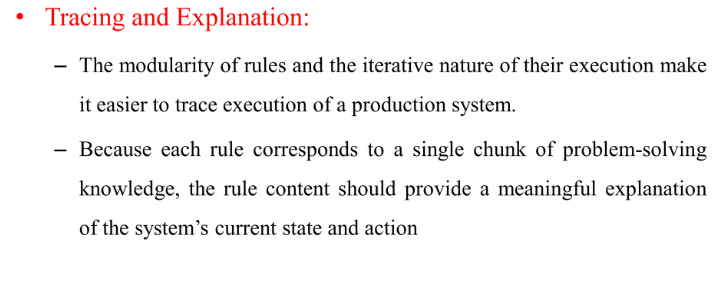 • Tracing and Explanation:
– The modularity of rules and the iterative nature of their execution make
it easier to trace execution of a production system.
– Because each rule corresponds to a single chunk of problem-solving
knowledge, the rule content should provide a meaningful explanation
of the system's current state and action